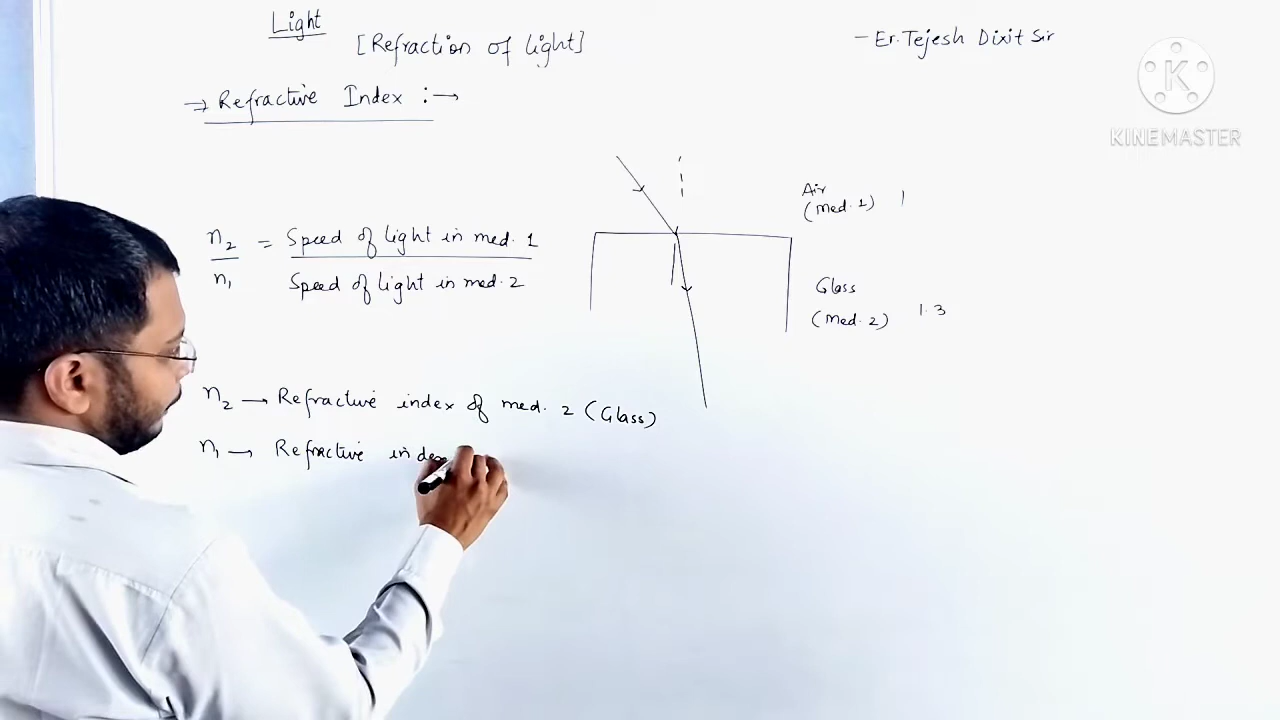 Light
[Refraction of light]
- Er. Tejesh Dixit Sir
K
KINEMASTER
⇒ Refractive Index :→
Air
(Med. 1) 1
n₂ = Speed of light in med. 1
n₁ Speed of light in med. 2
Glass
(Med. 2) 1.3
n₂ → Refractive index of med. 2 (Glass)
n₁ → Refractive index